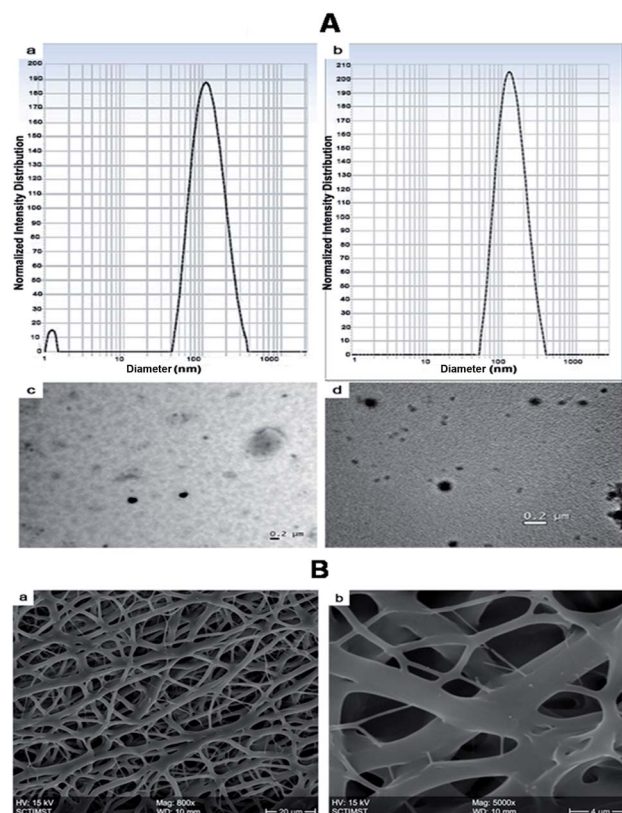 A
a
Normalized Intensity Distribution
200
190
180
170
160
150
140
130
120
110
100
90
80
70
60
50
40
30
20
10
0
1
10
100
1000
Diameter (nm)
b
Normalized Intensity Distribution
210
200
190
180
170
160
150
140
130
120
110
100
90
80
70
60
50
40
30
20
10
0
1
10
100
1000
Diameter (nm)
c
0.2 µm
d
0.2 µm
B
a
HV: 15 kV Mag: 800x
SCTIMST WD: 10 mm 20 µm
b
HV: 15 kV Mag: 5000x
SCTIMST WD: 10 mm 4 µm